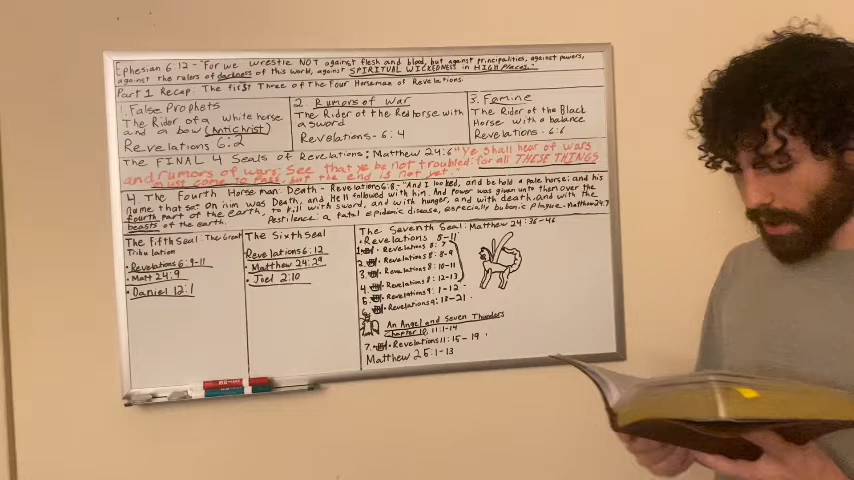 Ephesian 6:12 - "For we wrestle NOT against flesh and blood, but against principalities, against powers,
against the rulers of darkness of this world, against SPIRITUAL WICKEDNESS in HIGH PLACES."
Part 1 Recap: The first Three of the Four Horseman of Revelations.
1. False Prophets
The Rider of a white horse
and a bow (Antichrist)
Revelations 6:2
2. Rumors of War
The Rider of the Red horse with
a sword
Revelations - 6:4
3. Famine
The Rider of the Black
Horse with a balance
Revelations - 6:6
The FINAL 4 Seals of Revelations: Matthew 24:6 "Ye shall hear of wars
and rumors of wars: see that ye be not troubled: for all THESE THINGS
must come to pass, but the end is not yet."
4. The Fourth Horseman: Death - Revelations 6:8 - "And I looked, and behold a pale horse: and his
name that sat on him was Death, and Hell followed with him. And Power was given unto them over the
fourth part of the earth, to kill with sword, and with hunger, and with death, and with the
beasts of the earth. Pestilence: a fatal epidemic disease, especially bubonic plague - Matthew 24:7
The Fifth Seal: The Great
Tribulation
• Revelations 6:9-11
• Matt 24:9
• Daniel 12:1
The Sixth Seal
Revelations 6:12
• Matthew 24:29
• Joel 2:10
The Seventh Seal: Matthew 24:36-46
• Revelations 8-11
1. • Revelations 8:7
2. • Revelations 8:8-9
3. • Revelations 8:10-11
4. • Revelations 8:12-13
5. • Revelations 9:1-12
6. • Revelations 9:13-21
An Angel and Seven Thunders
Chapter 10, 11:1-14
7. • Revelations 11:15-19
Matthew 25:1-13